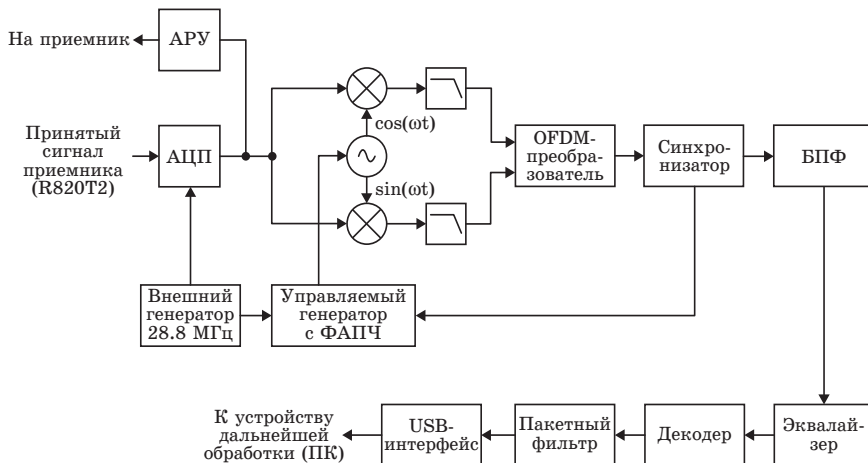 На приемник
АРУ
Принятый
сигнал
приемника
(R820T2)
АЦП
cos(ωt)
sin(ωt)
OFDM-
преобра-
зователь
Синхро-
низатор
БПФ
Внешний
генератор
28.8 МГц
Управляемый
генератор
с ФАПЧ
К устройству
дальнейшей
обработки (ПК)
USB-
интерфейс
Пакетный
фильтр
Декодер
Эквалай-
зер